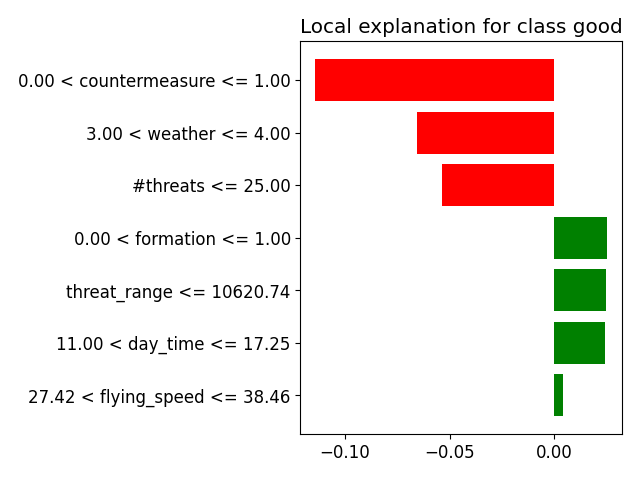 Local explanation for class good
0.00 < countermeasure <= 1.00
3.00 < weather <= 4.00
#threats <= 25.00
0.00 < formation <= 1.00
threat_range <= 10620.74
11.00 < day_time <= 17.25
27.42 < flying_speed <= 38.46
−0.10 −0.05 0.00